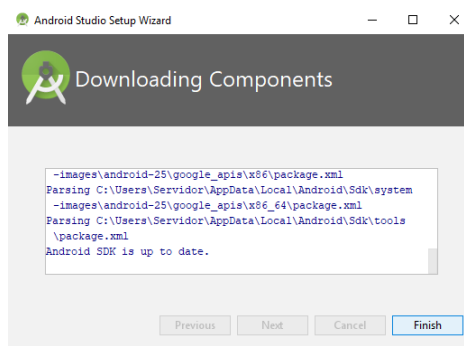 Android Studio Setup Wizard
Downloading Components
-images\android-25\google_apis\x86\package.xml
Parsing C:\Users\Servidor\AppData\Local\Android\Sdk\system
-images\android-25\google_apis\x86_64\package.xml
Parsing C:\Users\Servidor\AppData\Local\Android\Sdk\tools
\package.xml
Android SDK is up to date.
Previous Next Cancel Finish